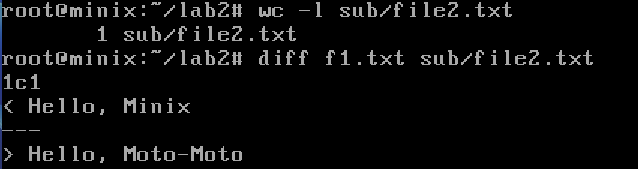 root@minix:~/lab2# wc -l sub/file2.txt
       1 sub/file2.txt
root@minix:~/lab2# diff f1.txt sub/file2.txt
1c1
< Hello, Minix
---
> Hello, Moto-Moto